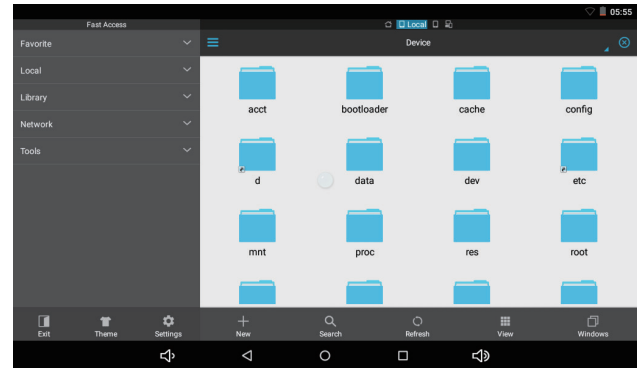 05:55
Fast Access
Local
Favorite
Device
Local
Library
Network
Tools
acct
bootloader
cache
config
d
data
dev
etc
mnt
proc
res
root
Exit
Theme
Settings
New
Search
Refresh
View
Windows